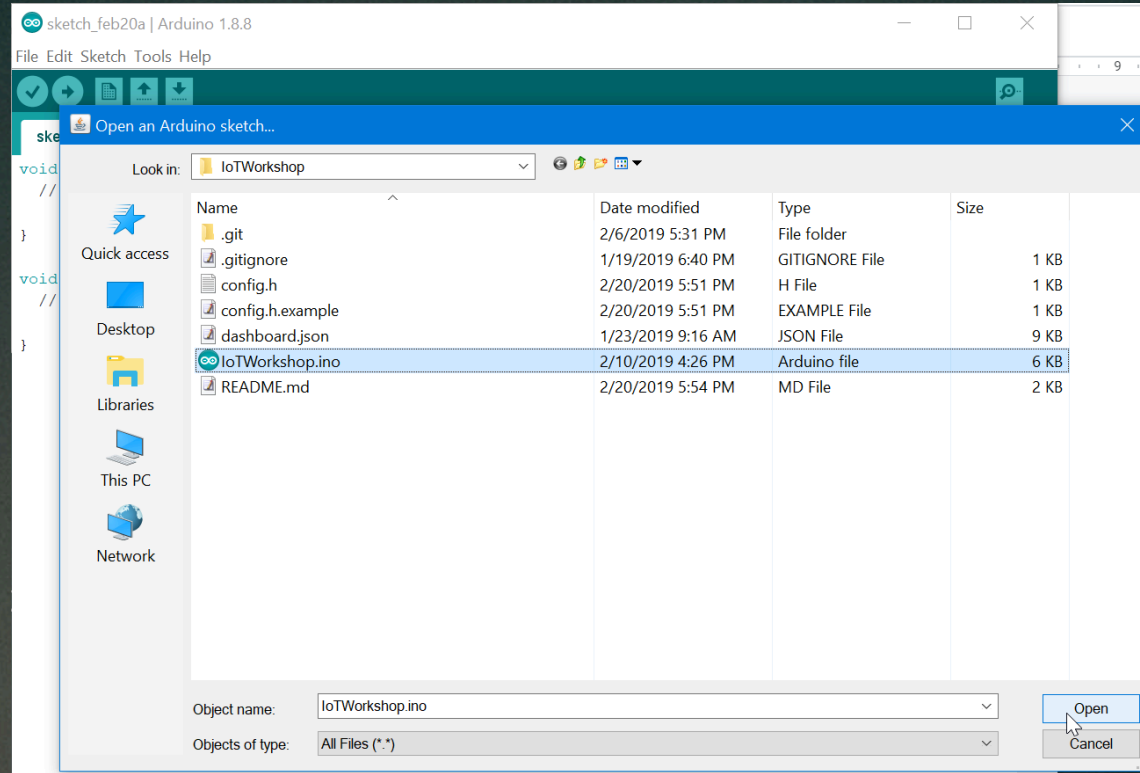 sketch_feb20a | Arduino 1.8.8
File Edit Sketch Tools Help
9
ske
Open an Arduino sketch...
void
//
}
void
//
}
Look in: IoTWorkshop
Quick access
Desktop
Libraries
This PC
Network
Name Date modified Type Size
.git 2/6/2019 5:31 PM File folder
.gitignore 1/19/2019 6:40 PM GITIGNORE File 1 KB
config.h 2/20/2019 5:51 PM H File 1 KB
config.h.example 2/20/2019 5:51 PM EXAMPLE File 1 KB
dashboard.json 1/23/2019 9:16 AM JSON File 9 KB
IoTWorkshop.ino 2/10/2019 4:26 PM Arduino file 6 KB
README.md 2/20/2019 5:54 PM MD File 2 KB
Object name: IoTWorkshop.ino Open
Objects of type: All Files (*.*) Cancel